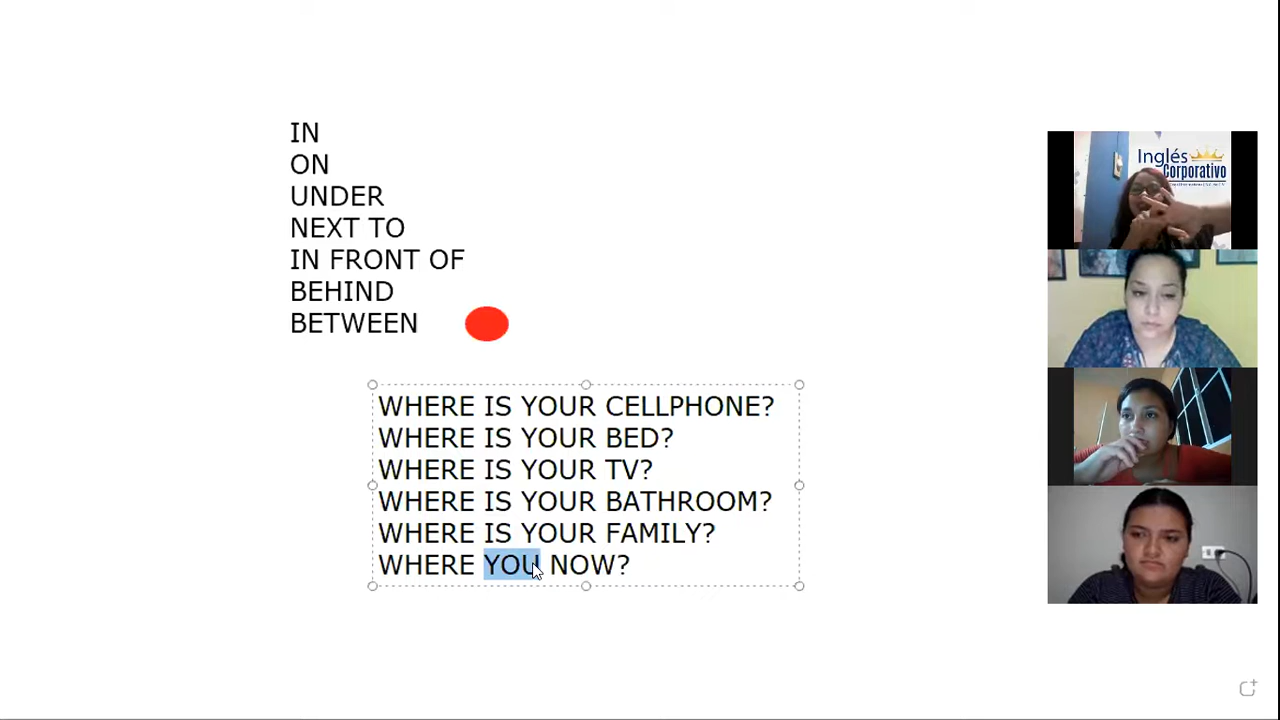 IN
ON
UNDER
NEXT TO
IN FRONT OF
BEHIND
BETWEEN
WHERE IS YOUR CELLPHONE?
WHERE IS YOUR BED?
WHERE IS YOUR TV?
WHERE IS YOUR BATHROOM?
WHERE IS YOUR FAMILY?
WHERE YOU NOW?
Inglés
Corporativo